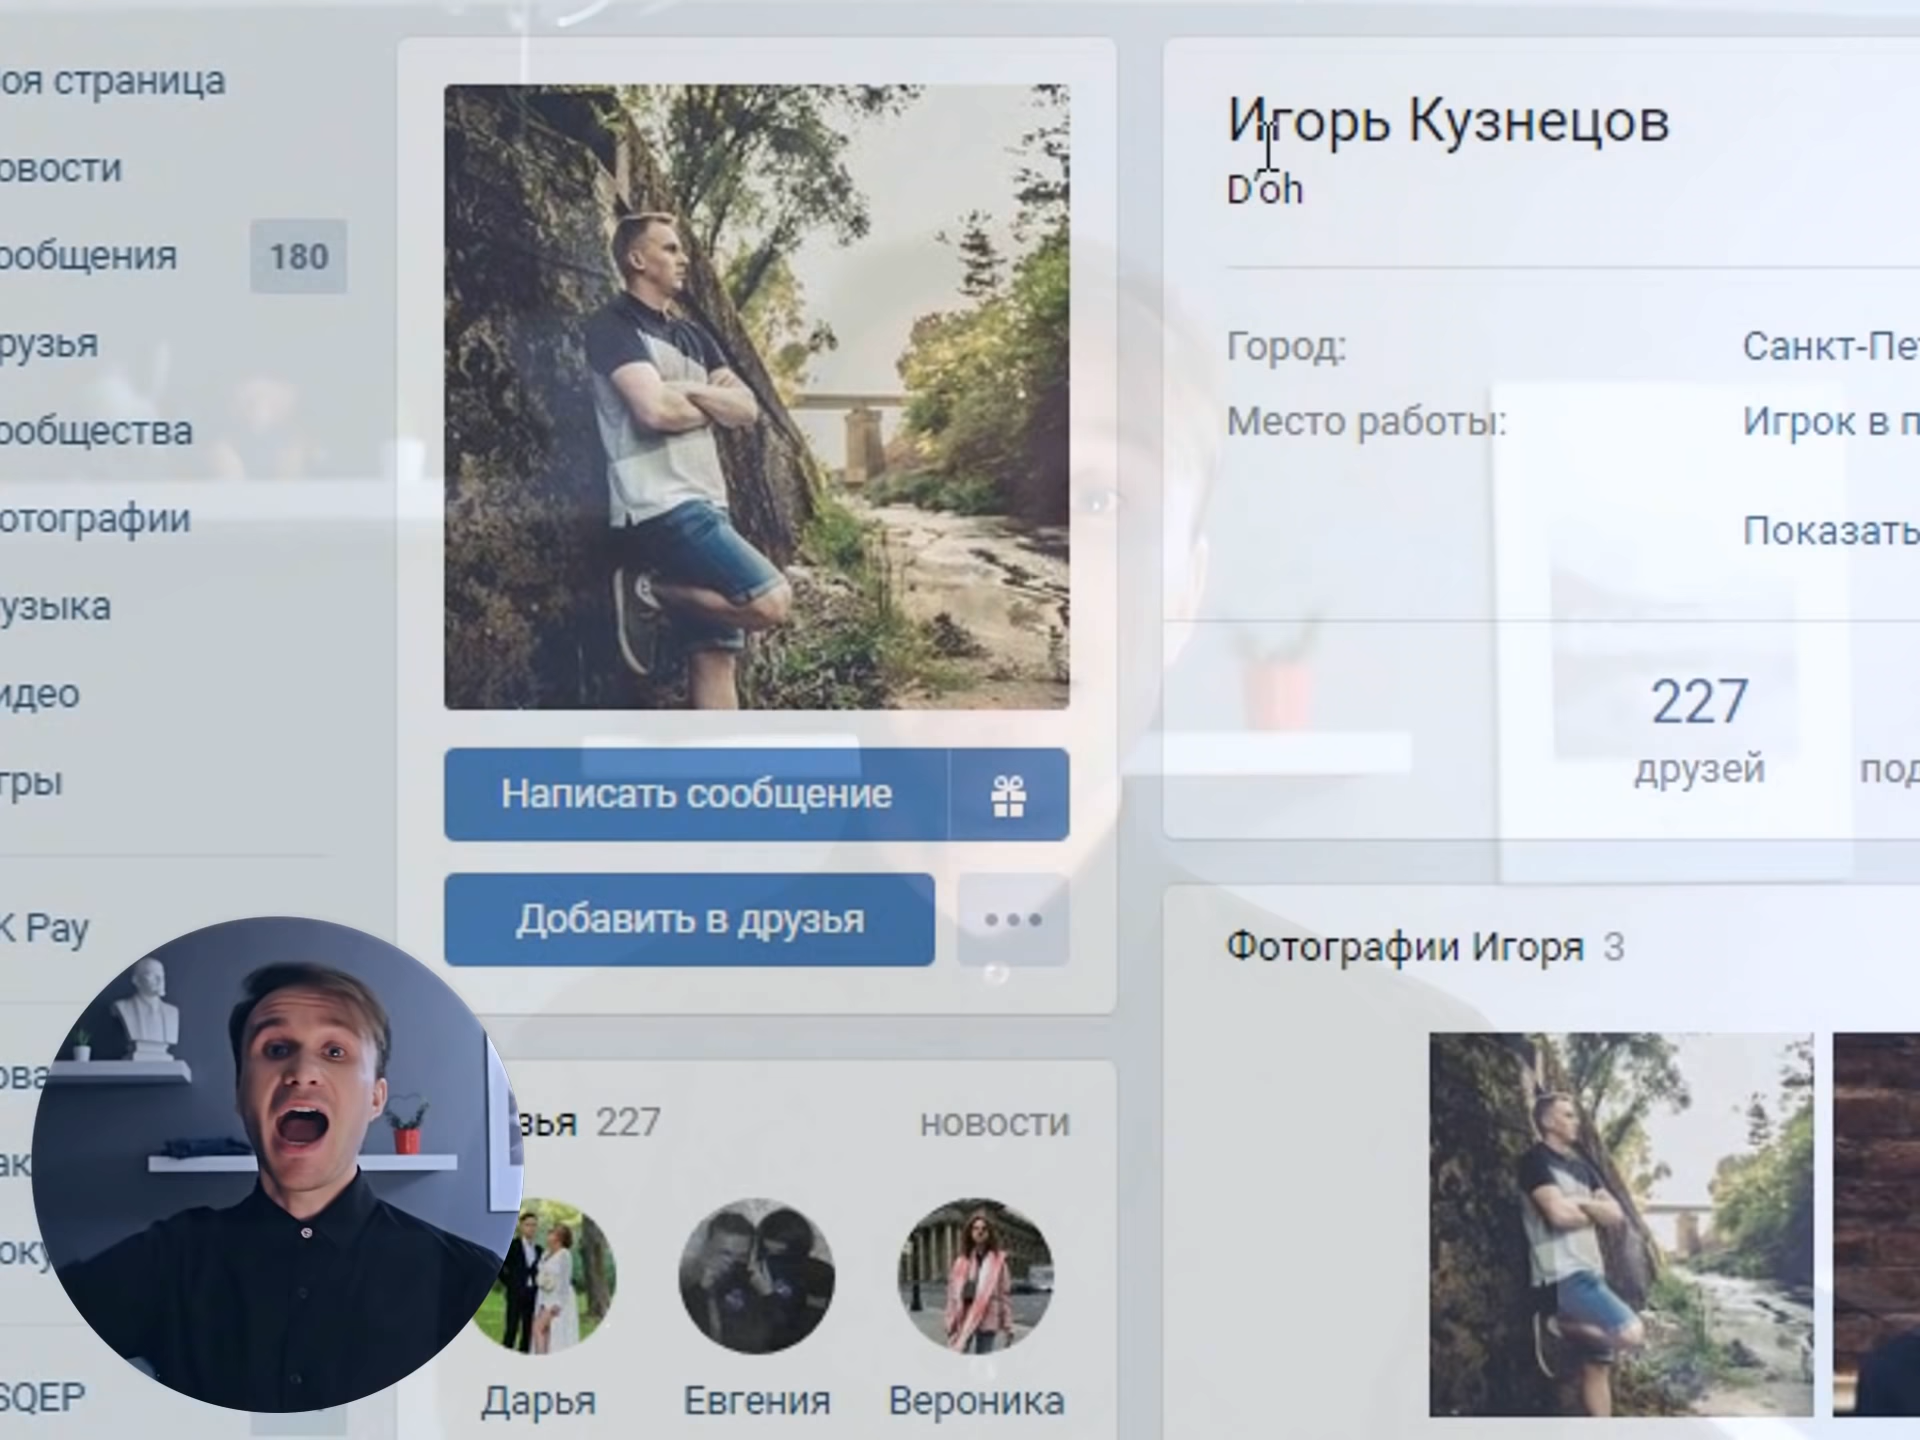 оя страница
овости
ообщения 180
рузья
ообщества
отографии
узыка
идео
гры
K Pay
SQEP
Написать сообщение
Добавить в друзья
зья 227 новости
Дарья Евгения Вероника
Игорь Кузнецов
D'oh
Город: Санкт-Пе
Место работы: Игрок в п
Показать
227
друзей под
Фотографии Игоря 3